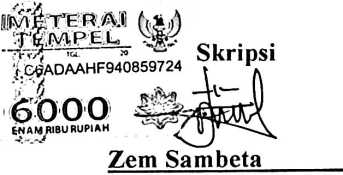 METERAI
TEMPEL
TGL. 20
Skripsi
C6ADAAHF940859724
6000
ENAM RIBU RUPIAH
Zem Sambeta